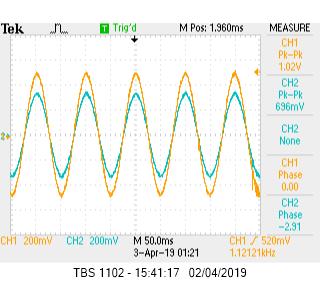 Tek Trig'd M Pos: 1.960ms MEASURE
CH1
Pk-Pk
1.02V
CH2
Pk-Pk
696mV
CH2
None
CH1
Phase
0.00
CH2
Phase
-2.91
2
CH1 200mV CH2 200mV M 50.0ms CH1 / 520mV
3-Apr-19 01:21 1.12121kHz
TBS 1102 - 15:41:17 02/04/2019